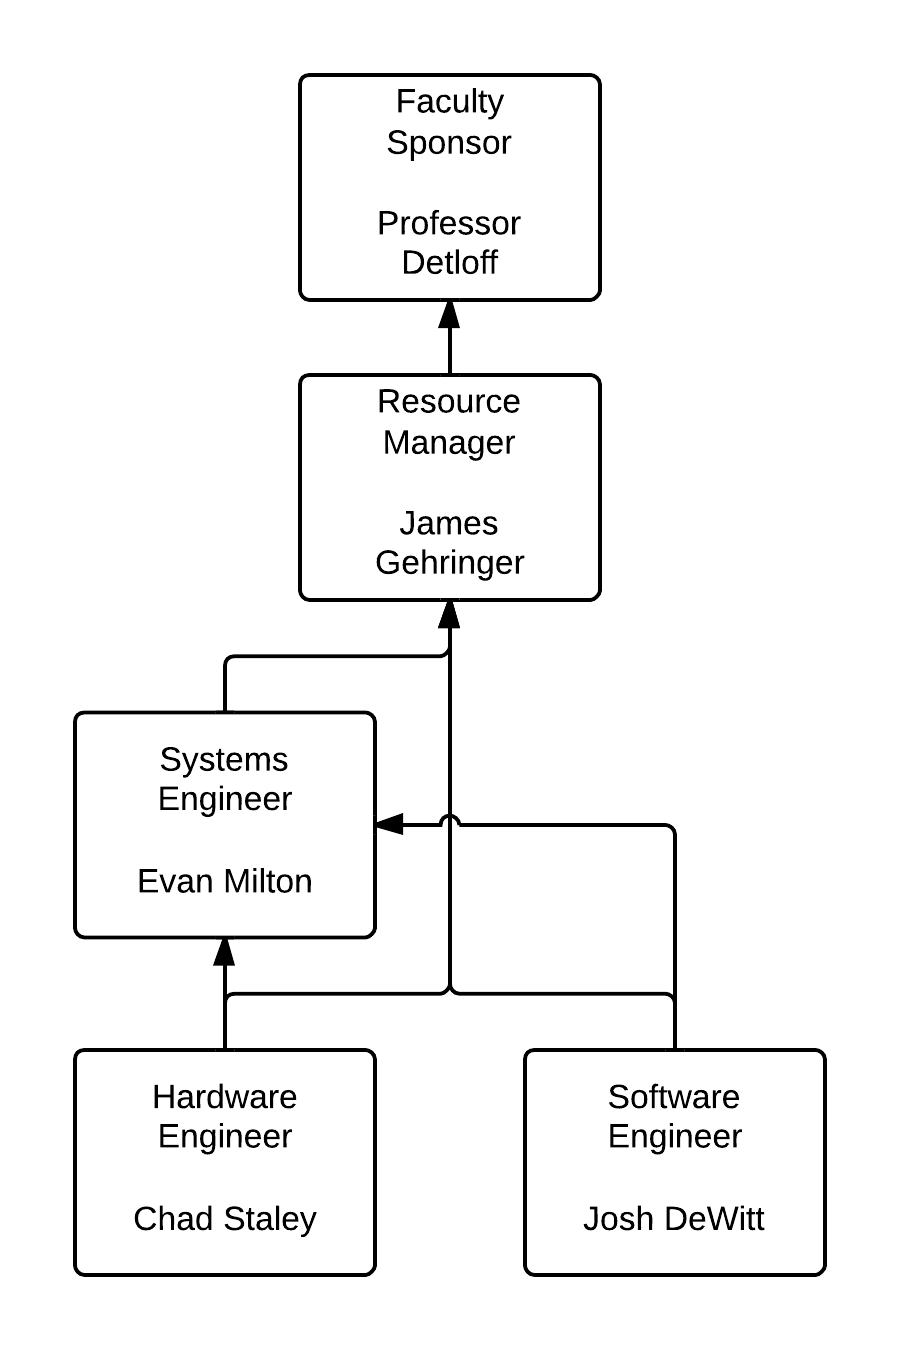 Faculty
Sponsor
Professor
Detloff
Resource
Manager
James
Gehringer
Systems
Engineer
Evan Milton
Hardware
Engineer
Chad Staley
Software
Engineer
Josh DeWitt